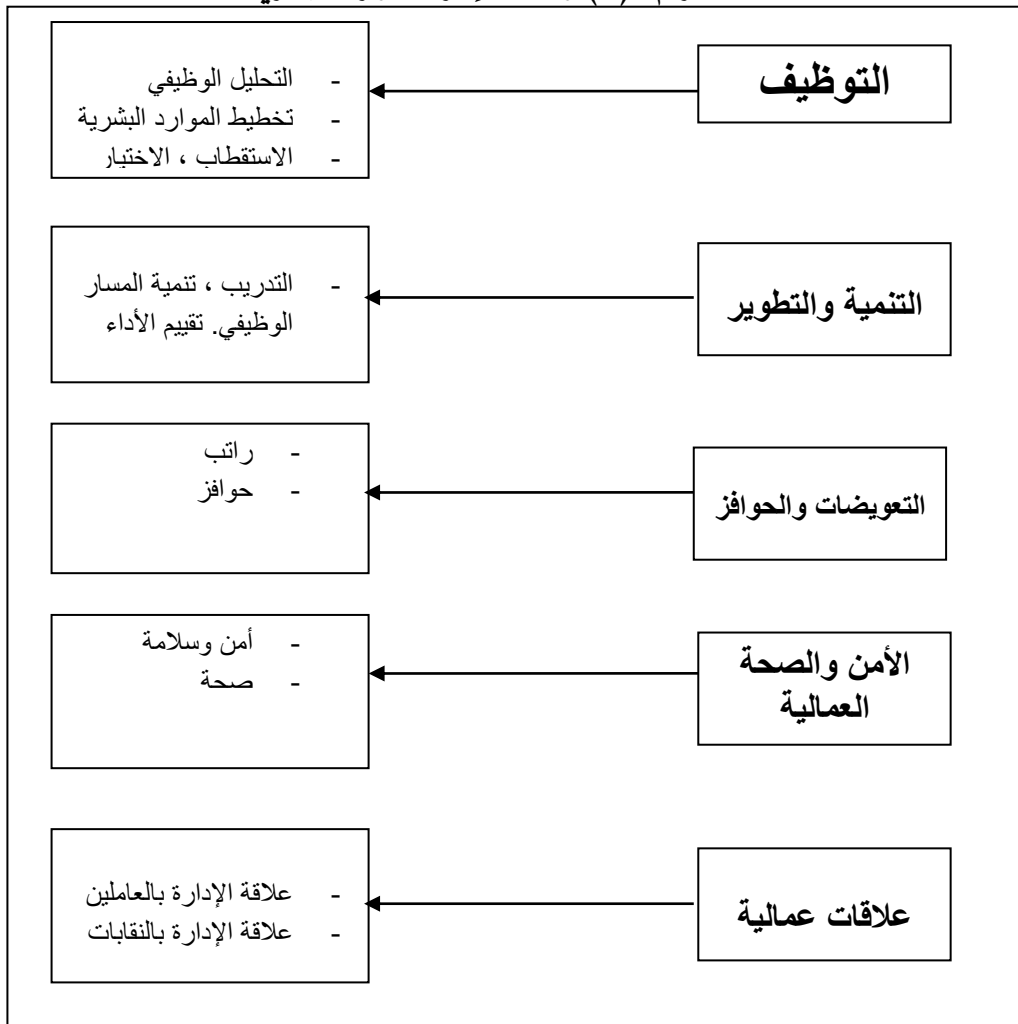 التوظيف
- التحليل الوظيفي
- تخطيط الموارد البشرية
- الاستقطاب ، الاختيار
التنمية والتطوير
- التدريب ، تنمية المسار
الوظيفي. تقييم الأداء
التعويضات والحوافز
- راتب
- حوافز
الأمن والصحة
العمالية
- أمن وسلامة
- صحة
علاقات عمالية
- علاقة الإدارة بالعاملين
- علاقة الإدارة بالنقابات